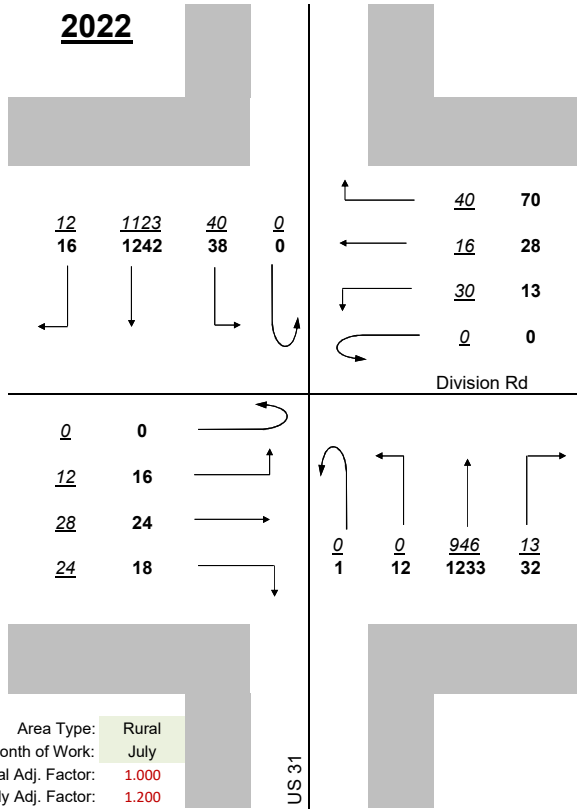 2022
12 1123 40 0
16 1242 38 0
40 70
16 28
30 13
0 0
Division Rd
0 0
12 16
28 24
24 18
0 0 946 13
1 12 1233 32
Area Type: Rural
onth of Work: July
al Adj. Factor: 1.000
ly Adj. Factor: 1.200
US 31